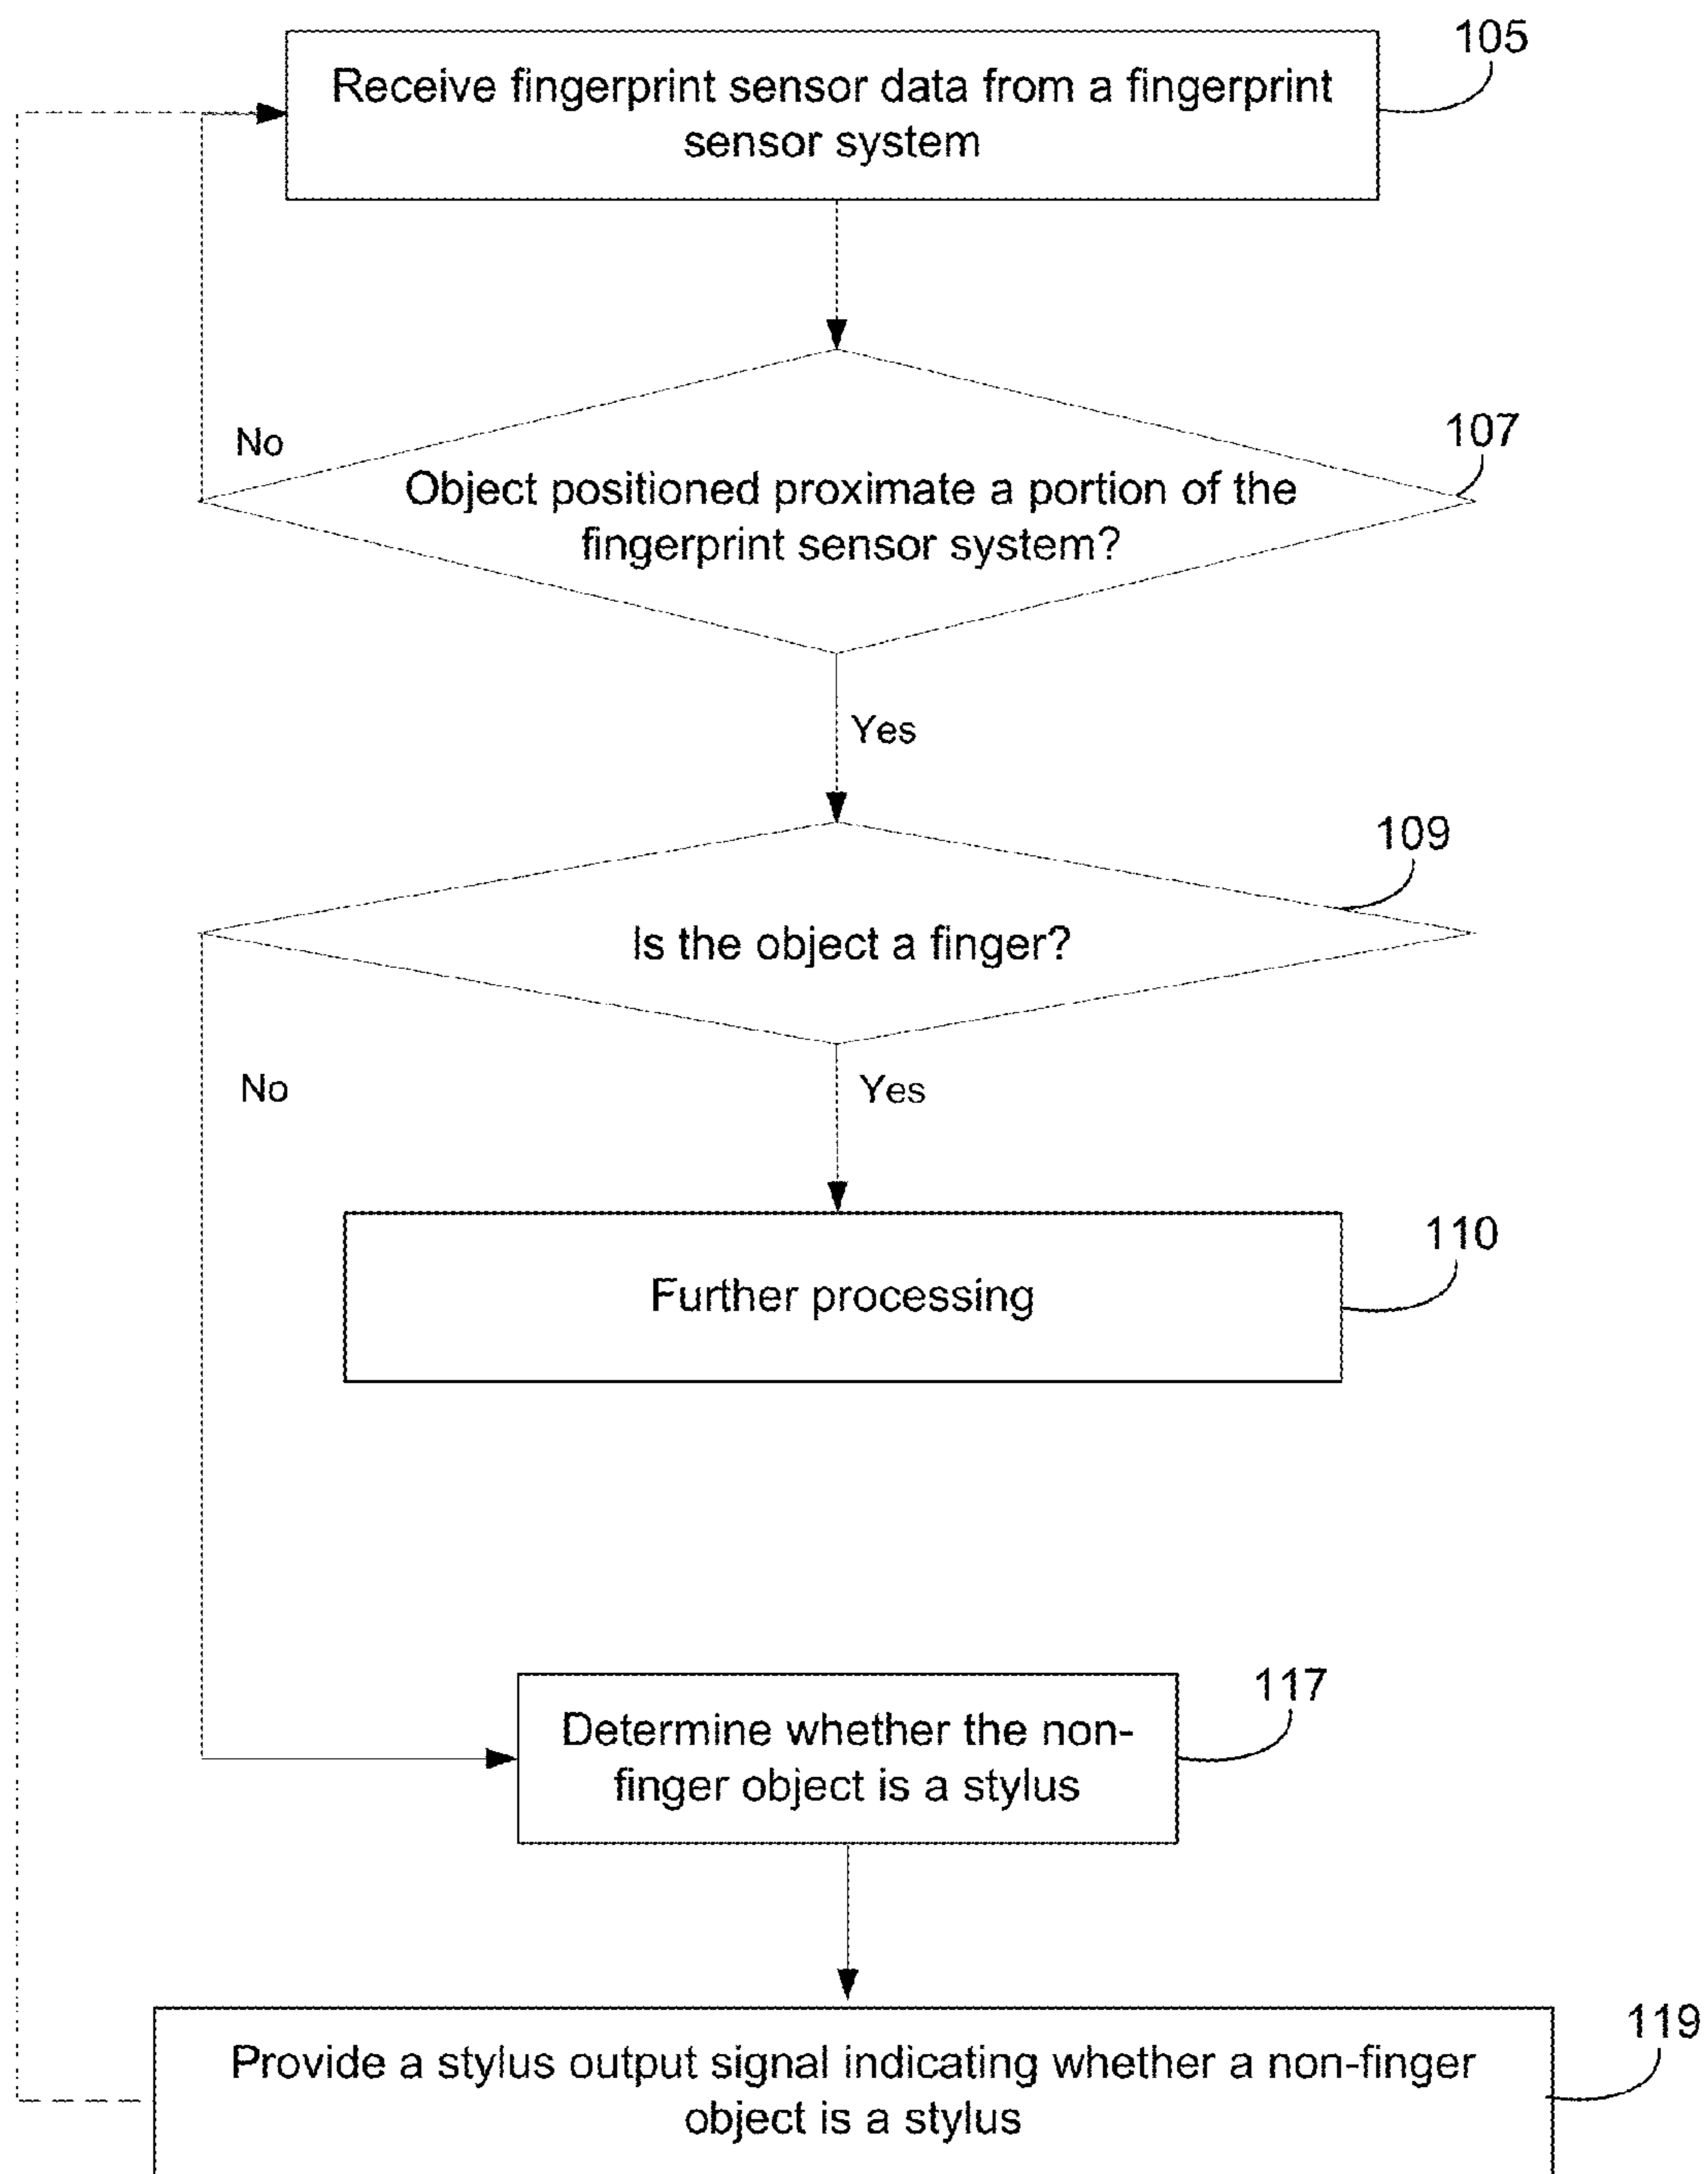 105
Receive fingerprint sensor data from a fingerprint
sensor system
No
107
Object positioned proximate a portion of the
fingerprint sensor system?
Yes
109
Is the object a finger?
No
Yes
110
Further processing
117
Determine whether the non-
finger object is a stylus
119
Provide a stylus output signal indicating whether a non-finger
object is a stylus